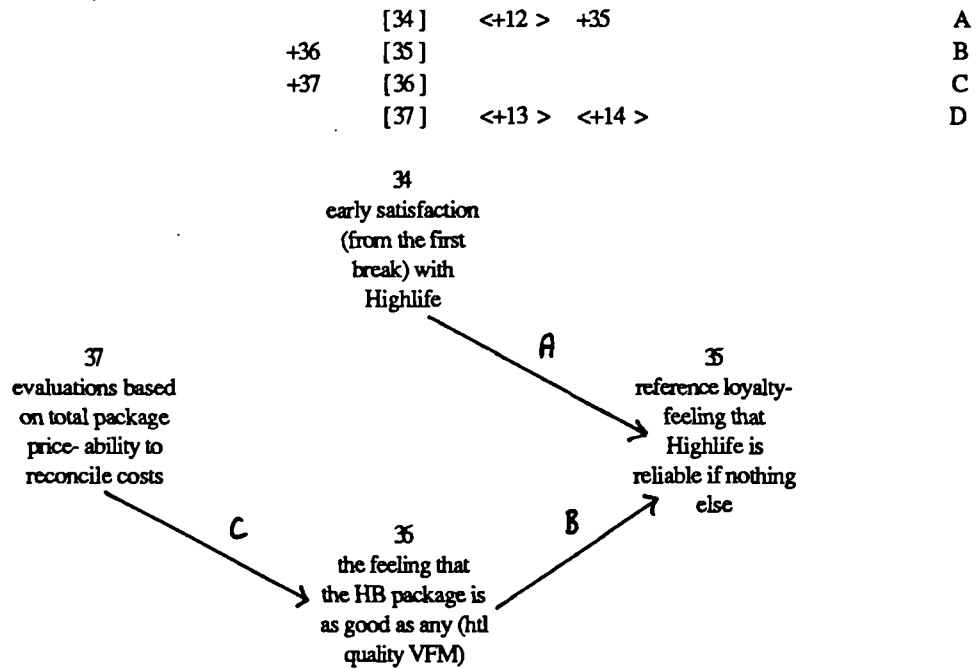 [34] <+12 > +35 A
+36 [35] B
+37 [36] C
[37] <+13 > <+14 > D
34
early satisfaction
(from the first
break) with
Highlife
A
37
evaluations based
on total package
price- ability to
reconcile costs
35
reference loyalty-
feeling that
Highlife is
reliable if nothing
else
C
B
36
the feeling that
the HB package is
as good as any (htl
quality VFM)